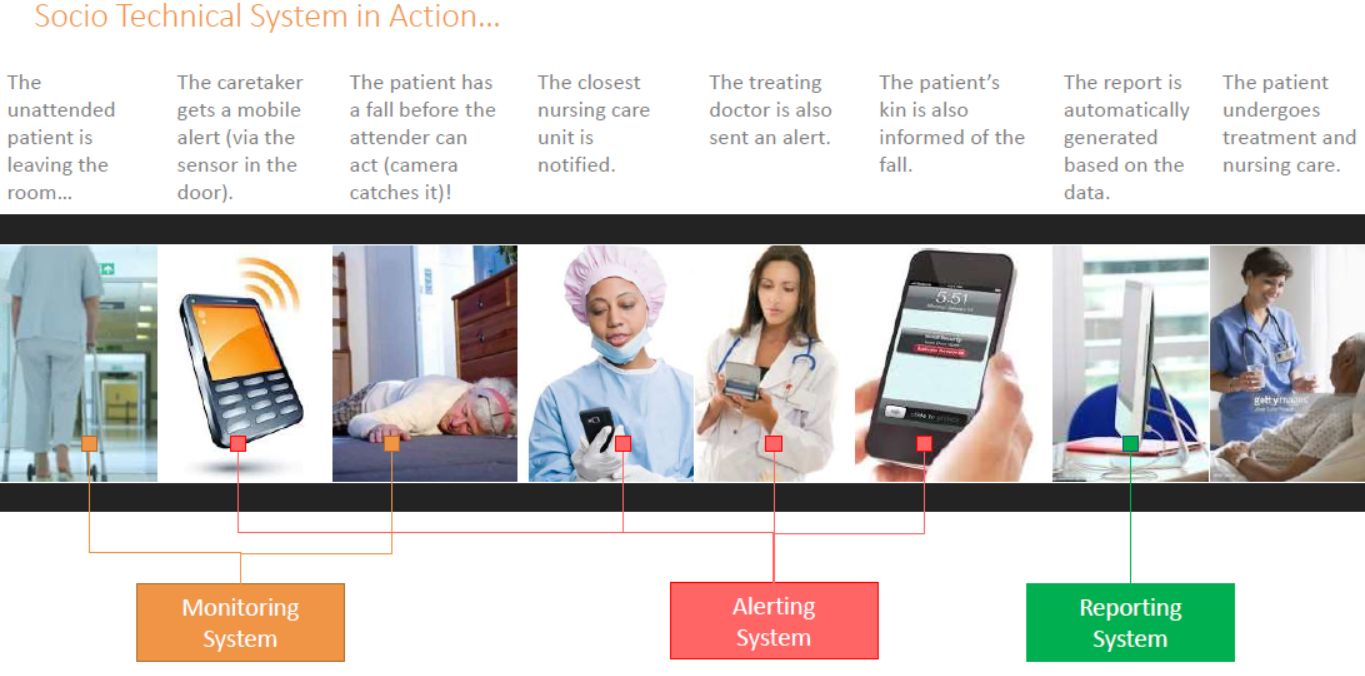 Socio Technical System in Action...
The
unattended
patient is
leaving the
room...
The caretaker
gets a mobile
alert (via the
sensor in the
door).
The patient has
a fall before the
attender can
act (camera
catches it)!
The closest
nursing care
unit is
notified.
The treating
doctor is also
sent an alert.
The patient's
kin is also
informed of the
fall.
The report is
automatically
generated
based on the
data.
The patient
undergoes
treatment and
nursing care.
5:51
gettyimages
Monitoring
System
Alerting
System
Reporting
System